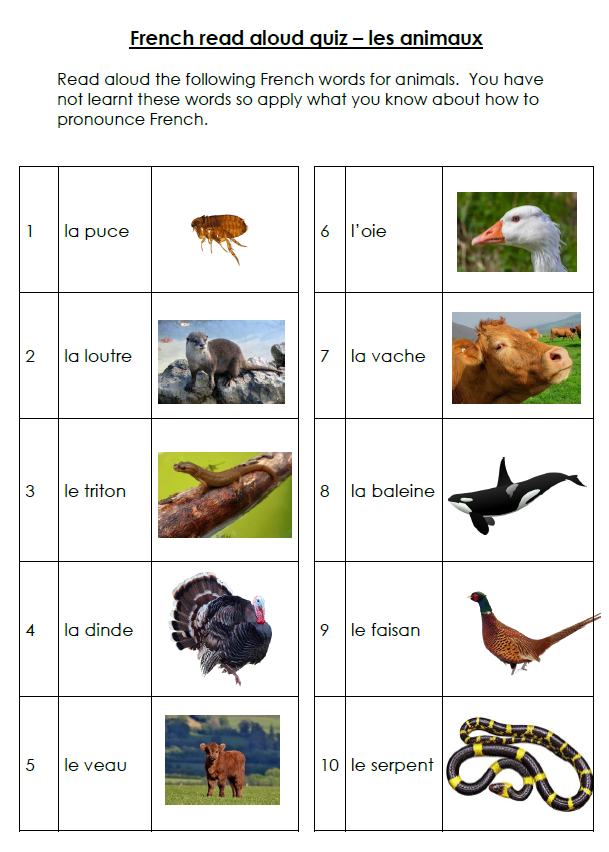 French read aloud quiz – les animaux
Read aloud the following French words for animals.  You have
not learnt these words so apply what you know about how to
pronounce French.
1 la puce
2 la loutre
3 le triton
4 la dinde
5 le veau
6 l’oie
7 la vache
8 la baleine
9 le faisan
10 le serpent